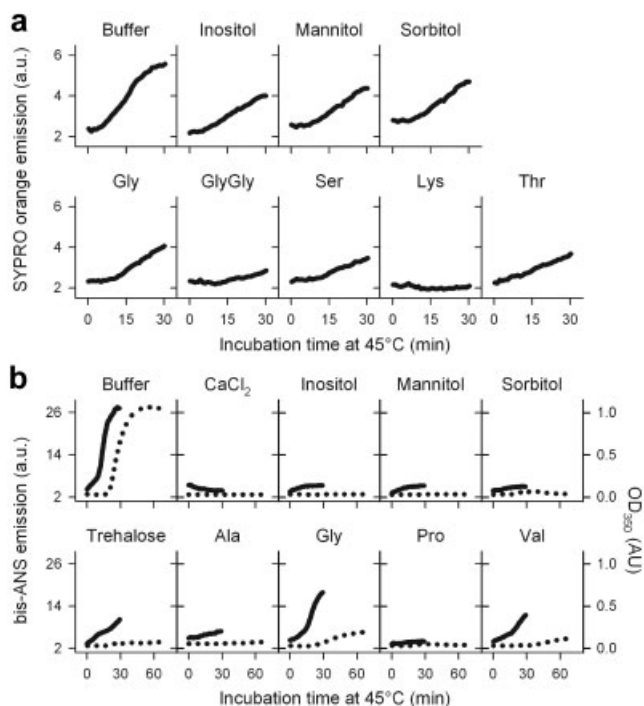 a
Buffer Inositol Mannitol Sorbitol
6
4
2
Gly GlyGly Ser Lys Thr
6
4
2
0 15 30 0 15 30 0 15 30 0 15 30 0 15 30
SYPRO orange emission (a.u.)
Incubation time at 45°C (min)
b
Buffer CaCl₂ Inositol Mannitol Sorbitol
26 1.0
14 0.5
2 0.0
Trehalose Ala Gly Pro Val
26 1.0
14 0.5
2 0.0
0 30 60 0 30 60 0 30 60 0 30 60 0 30 60
bis-ANS emission (a.u.)
OD₃₅₀ (AU)
Incubation time at 45°C (min)